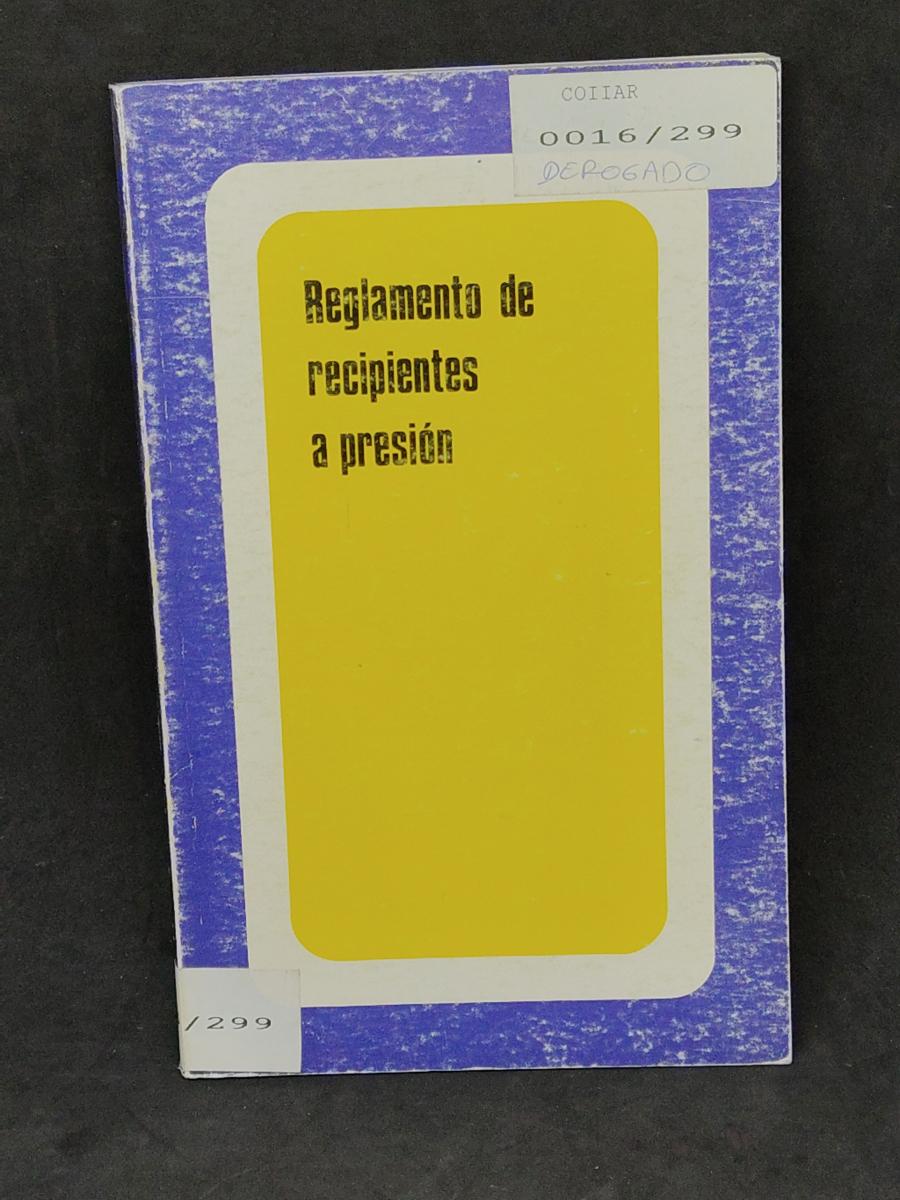 COIIAR
0016/299
DEROGADO
Reglamento de
recipientes
a presión
/299